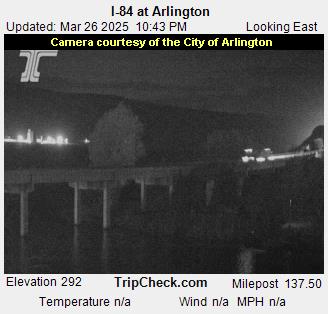 I-84 at Arlington
Updated: Mar 26 2025 10:43 PM Looking East
Camera courtesy of the City of Arlington
Elevation 292 TripCheck.com Milepost 137.50
Temperature n/a Wind n/a MPH n/a